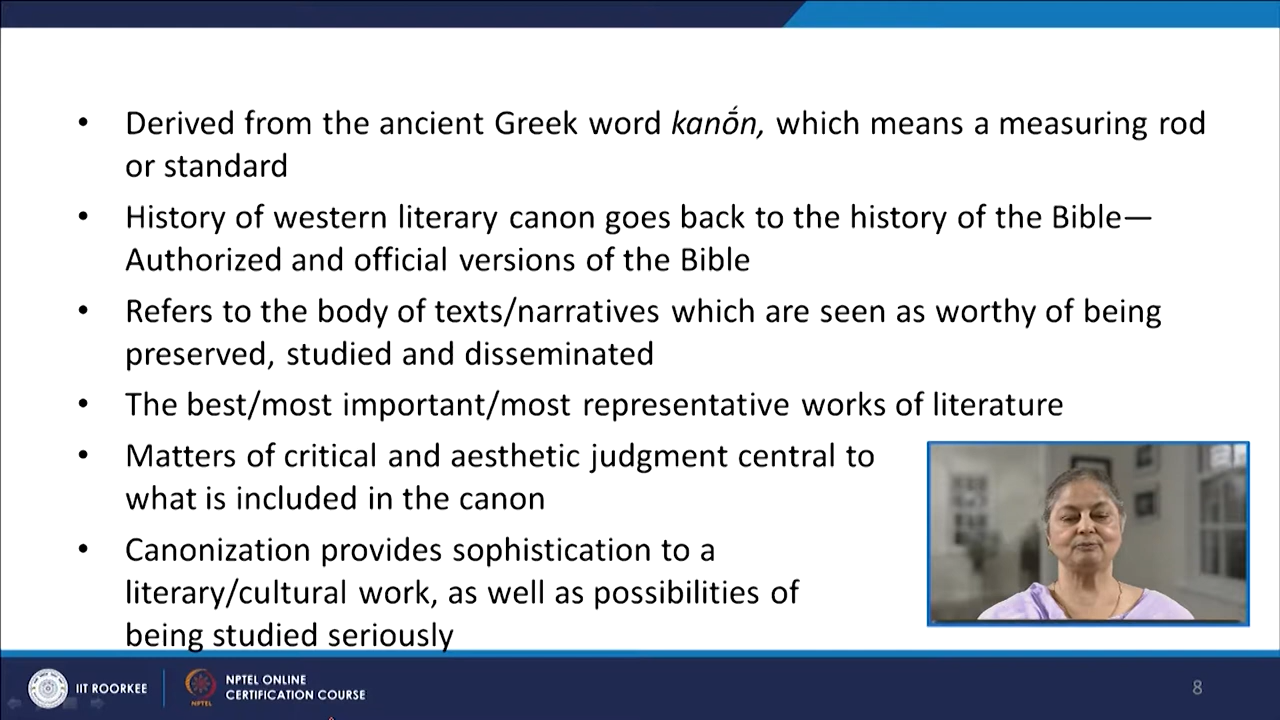 • Derived from the ancient Greek word kanṓn, which means a measuring rod
or standard
• History of western literary canon goes back to the history of the Bible—
Authorized and official versions of the Bible
• Refers to the body of texts/narratives which are seen as worthy of being
preserved, studied and disseminated
• The best/most important/most representative works of literature
• Matters of critical and aesthetic judgment central to
what is included in the canon
• Canonization provides sophistication to a
literary/cultural work, as well as possibilities of
being studied seriously
IIT ROORKEE
NPTEL
NPTEL ONLINE
CERTIFICATION COURSE
8